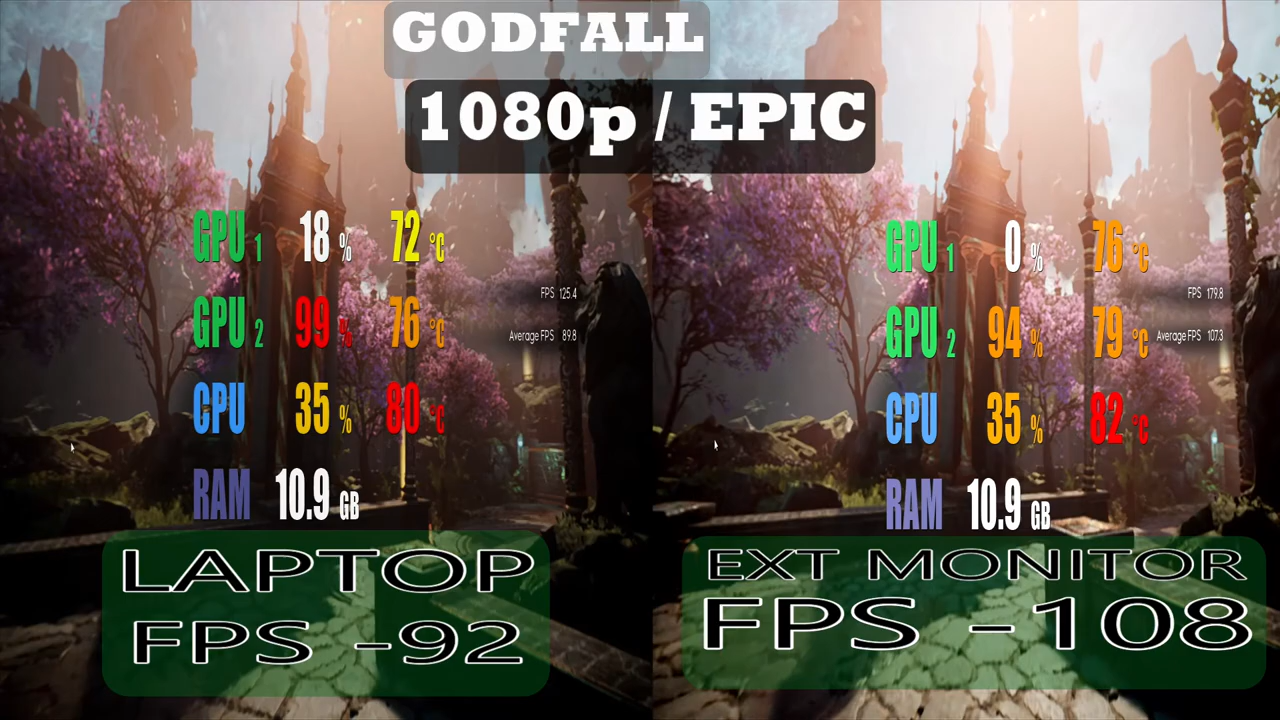 GODFALL
1080p / EPIC
GPU 1 18 % 72 °C
GPU 2 99 % 76 °C
CPU 35 % 80 °C
RAM 10.9 GB
FPS 125.4
Average FPS 89.8
LAPTOP
FPS -92
GPU 1 0 % 76 °C
GPU 2 94 % 79 °C
CPU 35 % 82 °C
RAM 10.9 GB
FPS 179.8
Average FPS 107.3
EXT MONITOR
FPS -108